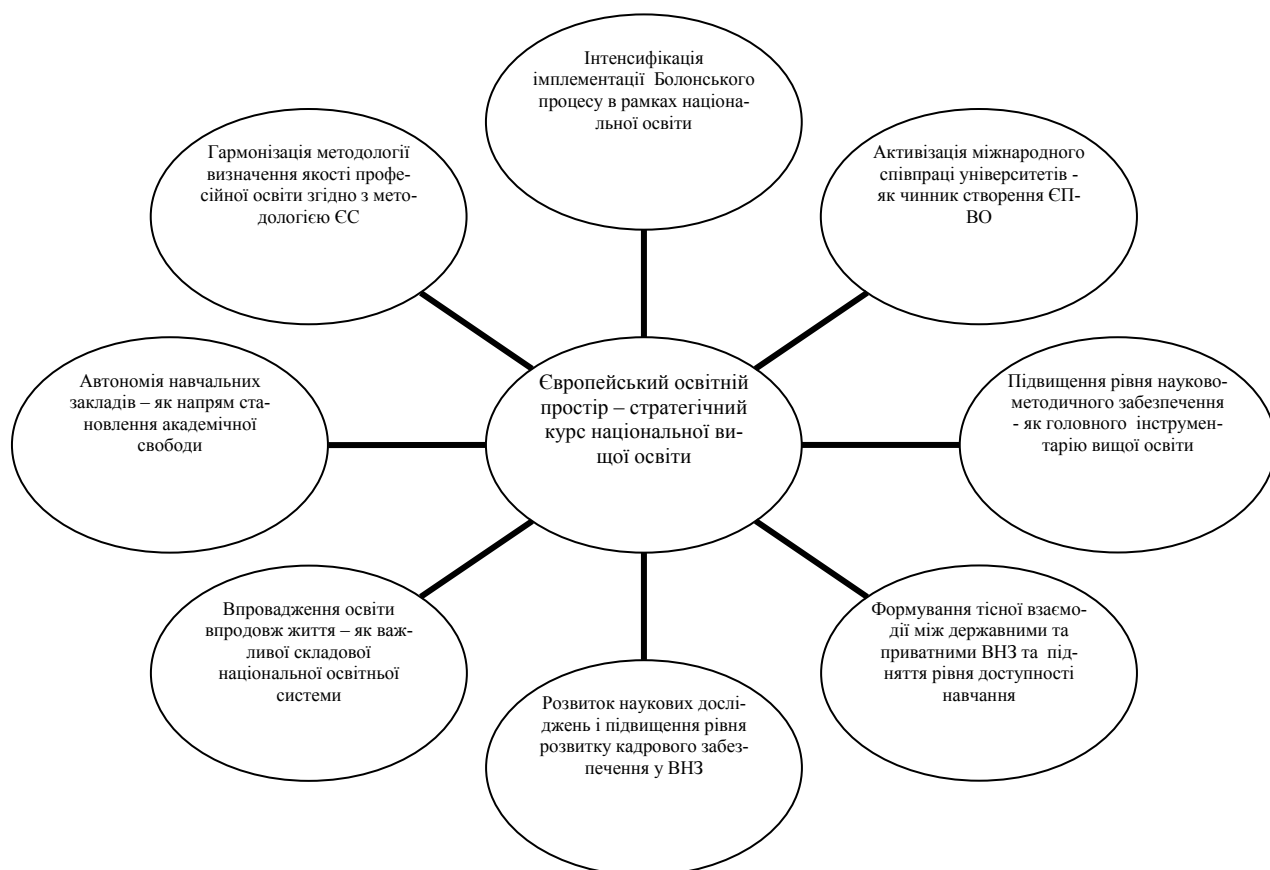 Інтенсифікація
імплементації Болонського
процесу в рамках націона-
льної освіти
Гармонізація методології
визначення якості профе-
сійної освіти згідно з мето-
дологією ЄС
Активізація міжнародного
співпраці університетів -
як чинник створення ЄП-
ВО
Автономія навчальних
закладів – як напрям ста-
новлення академічної
свободи
Європейський освітній
простір – стратегічний
курс національної ви-
щої освіти
Підвищення рівня науково-
методичного забезпечення
- як головного інструмен-
тарію вищої освіти
Впровадження освіти
впродовж життя – як важ-
ливої складової
національної освітньої
системи
Розвиток наукових дослі-
джень і підвищення рівня
розвитку кадрового забез-
печення у ВНЗ
Формування тісної взаємо-
дії між державними та
приватними ВНЗ та під-
няття рівня доступності
навчання